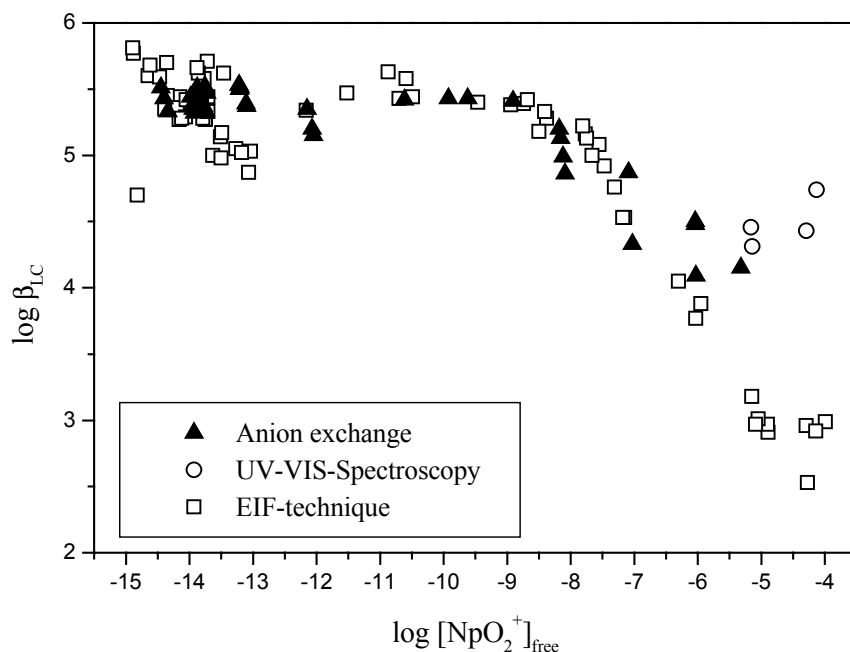 6
5
4
3
2
log β_LC
Anion exchange
UV-VIS-Spectroscopy
EIF-technique
-15 -14 -13 -12 -11 -10 -9 -8 -7 -6 -5 -4
log [NpO₂⁺]_free